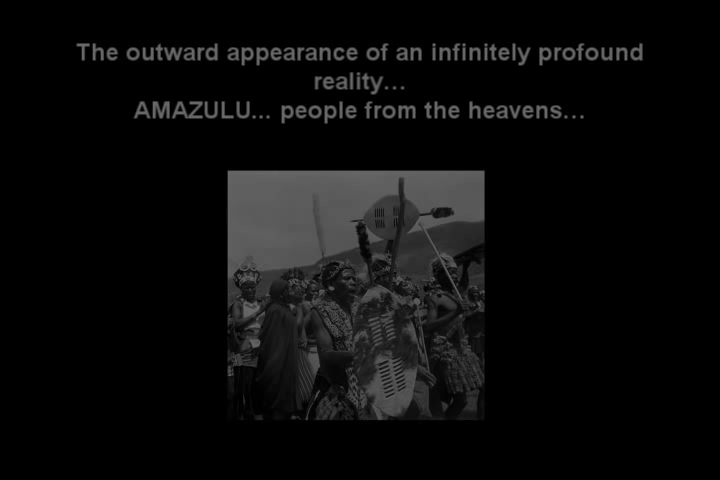 The outward appearance of an infinitely profound
reality...
AMAZULU... people from the heavens...